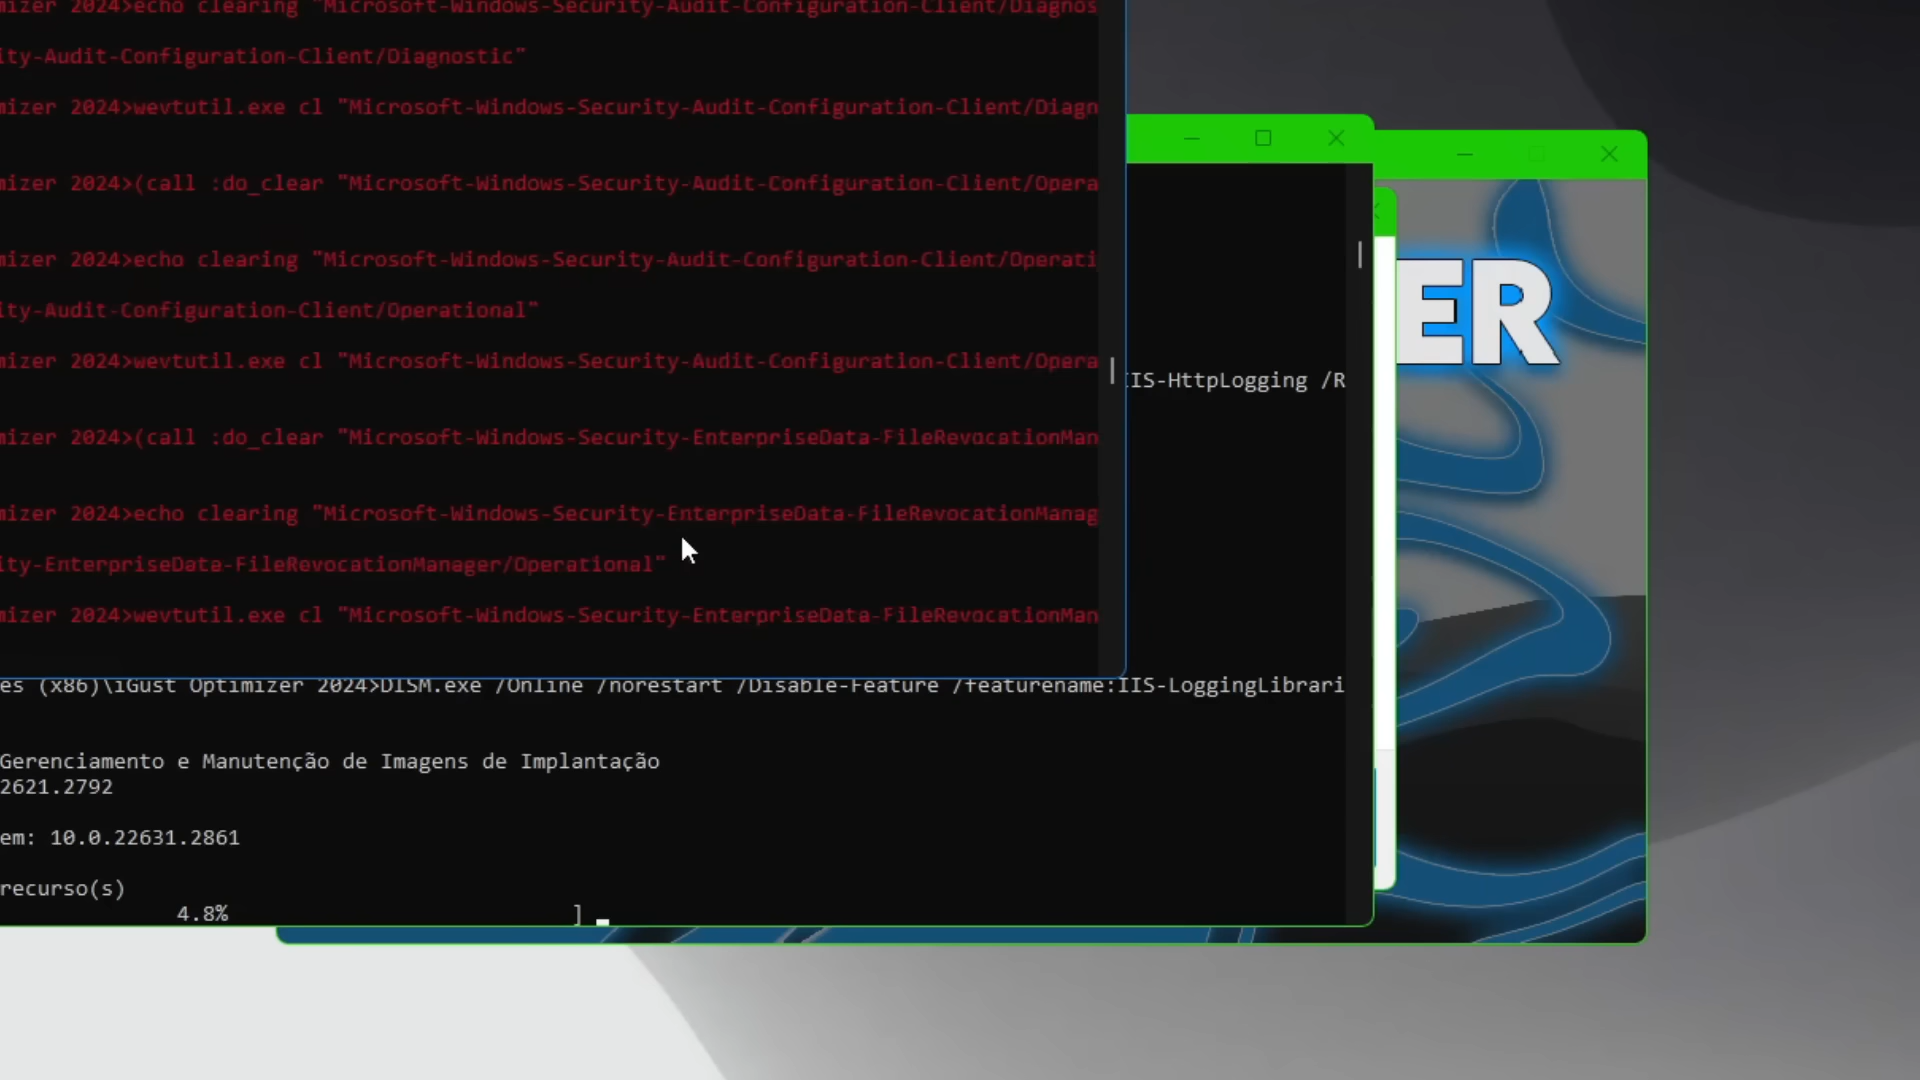 mizer 2024>echo clearing "Microsoft-Windows-Security-Audit-Configuration-Client/Diagnos
ity-Audit-Configuration-Client/Diagnostic"
mizer 2024>wevtutil.exe cl "Microsoft-Windows-Security-Audit-Configuration-Client/Diagn
mizer 2024>(call :do_clear "Microsoft-Windows-Security-Audit-Configuration-Client/Opera
mizer 2024>echo clearing "Microsoft-Windows-Security-Audit-Configuration-Client/Operati
ity-Audit-Configuration-Client/Operational"
mizer 2024>wevtutil.exe cl "Microsoft-Windows-Security-Audit-Configuration-Client/Opera
mizer 2024>(call :do_clear "Microsoft-Windows-Security-EnterpriseData-FileRevocationMan
mizer 2024>echo clearing "Microsoft-Windows-Security-EnterpriseData-FileRevocationManag
ity-EnterpriseData-FileRevocationManager/Operational"
mizer 2024>wevtutil.exe cl "Microsoft-Windows-Security-EnterpriseData-FileRevocationMan
IIS-HttpLogging /R
ER
es (x86)\iGust Optimizer 2024>DISM.exe /Online /norestart /Disable-Feature /featurename:IIS-LoggingLibrari
Gerenciamento e Manutenção de Imagens de Implantação
2621.2792
em: 10.0.22631.2861
recurso(s)
4.8% ]